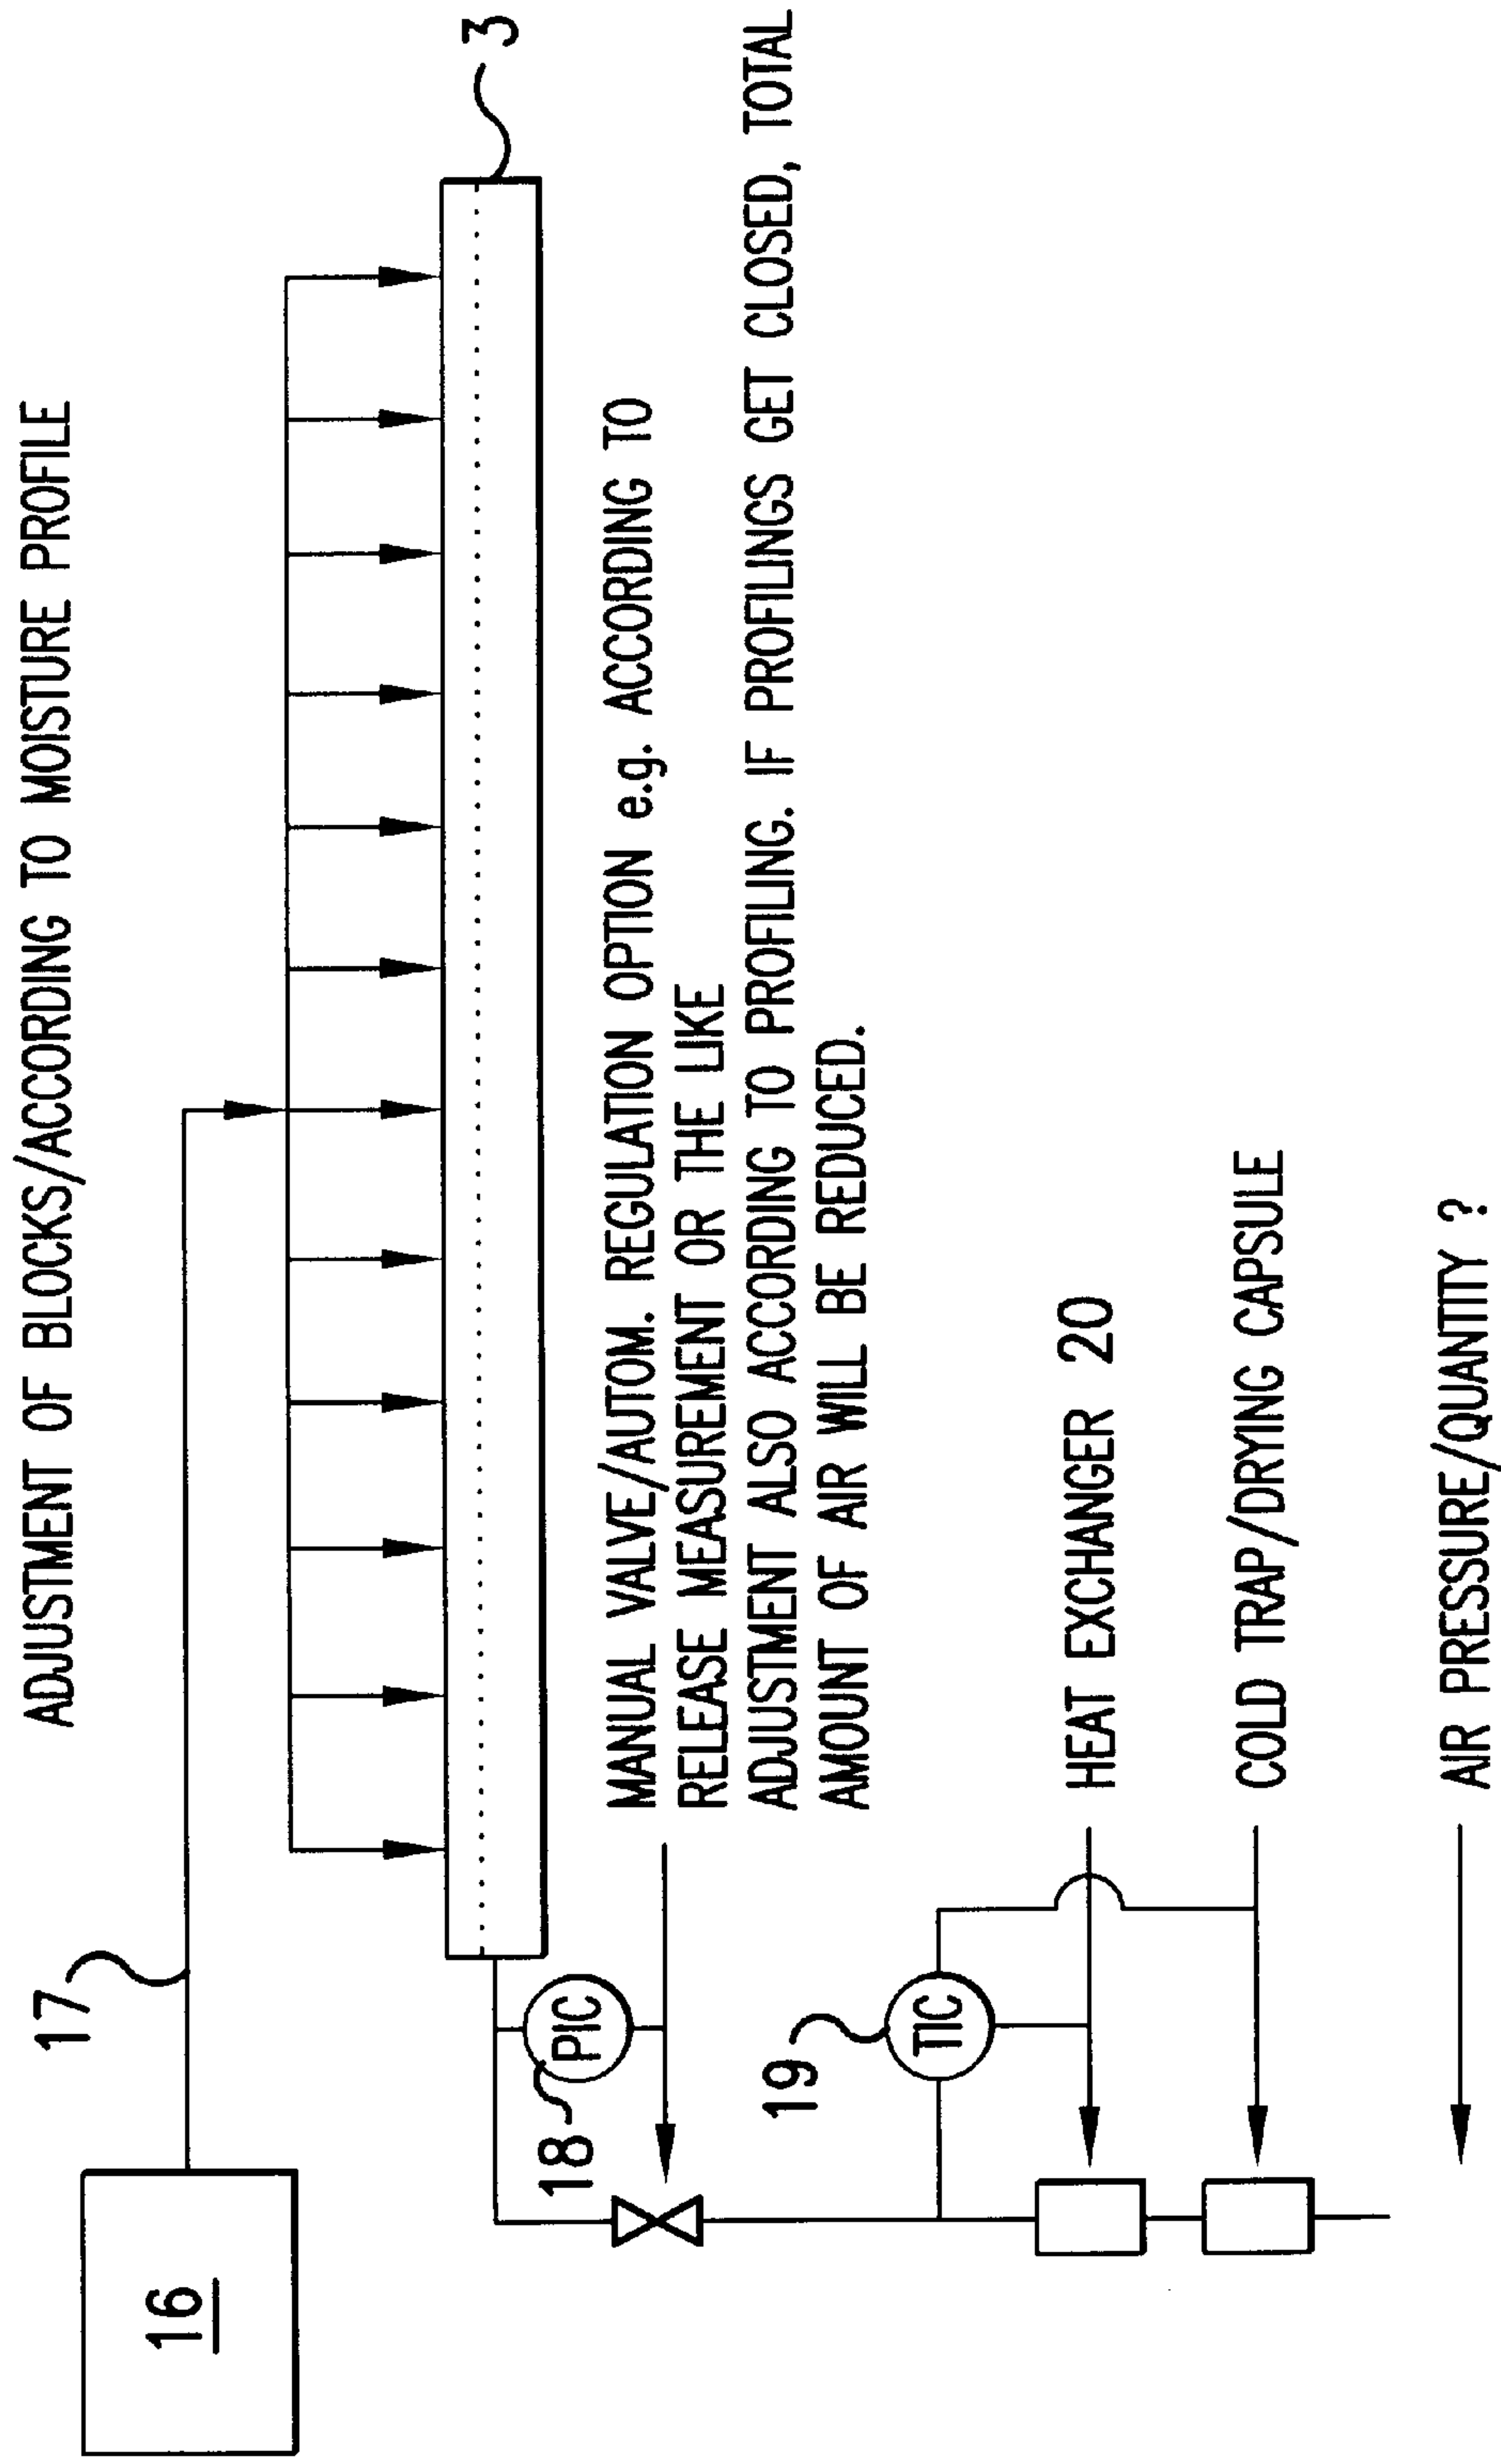 ADJUSTMENT OF BLOCKS/ACCORDING TO MOISTURE PROFILE
17
16
3
18
PIC
MANUAL VALVE/AUTOM. REGULATION OPTION e.g. ACCORDING TO
RELEASE MEASUREMENT OR THE LIKE
ADJUSTMENT ALSO ACCORDING TO PROFILING. IF PROFILINGS GET CLOSED, TOTAL
AMOUNT OF AIR WILL BE REDUCED.
19
TIC
HEAT EXCHANGER 20
COLD TRAP/DRYING CAPSULE
AIR PRESSURE/QUANTITY ?